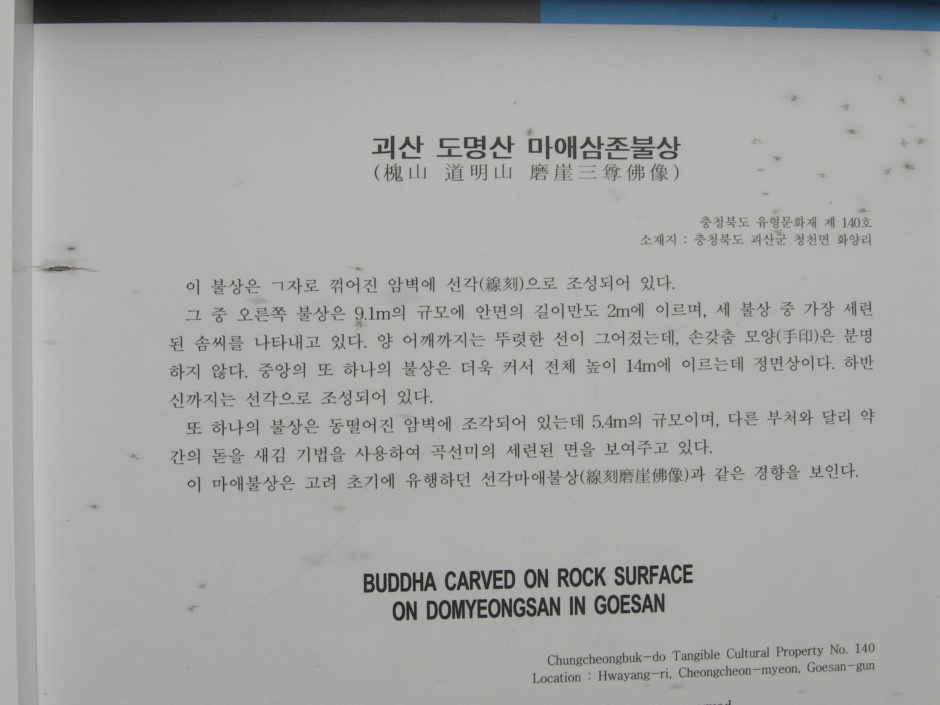 괴산 도명산 마애삼존불상
(槐山 道明山 磨崖三尊佛像)
충청북도 유형문화재 제 140호
소재지 : 충청북도 괴산군 청천면 화양리
이 불상은 ㄱ자로 꺾어진 암벽에 선각(線刻)으로 조성되어 있다.
그 중 오른쪽 불상은 9.1m의 규모에 안면의 길이만도 2m에 이르며, 세 불상 중 가장 세련
된 솜씨를 나타내고 있다. 양 어깨까지는 뚜렷한 선이 그어졌는데, 손갖춤 모양(手印)은 분명
하지 않다. 중앙의 또 하나의 불상은 더욱 커서 전체 높이 14m에 이르는데 정면상이다. 하반
신까지는 선각으로 조성되어 있다.
또 하나의 불상은 동떨어진 암벽에 조각되어 있는데 5.4m의 규모이며, 다른 부처와 달리 약
간의 돋을 새김 기법을 사용하여 곡선미의 세련된 면을 보여주고 있다.
이 마애불상은 고려 초기에 유행하던 선각마애불상(線刻磨崖佛像)과 같은 경향을 보인다.
BUDDHA CARVED ON ROCK SURFACE
ON DOMYEONGSAN IN GOESAN
Chungcheongbuk-do Tangible Cultural Property No. 140
Location : Hwayang-ri, Cheongcheon-myeon, Goesan-gun